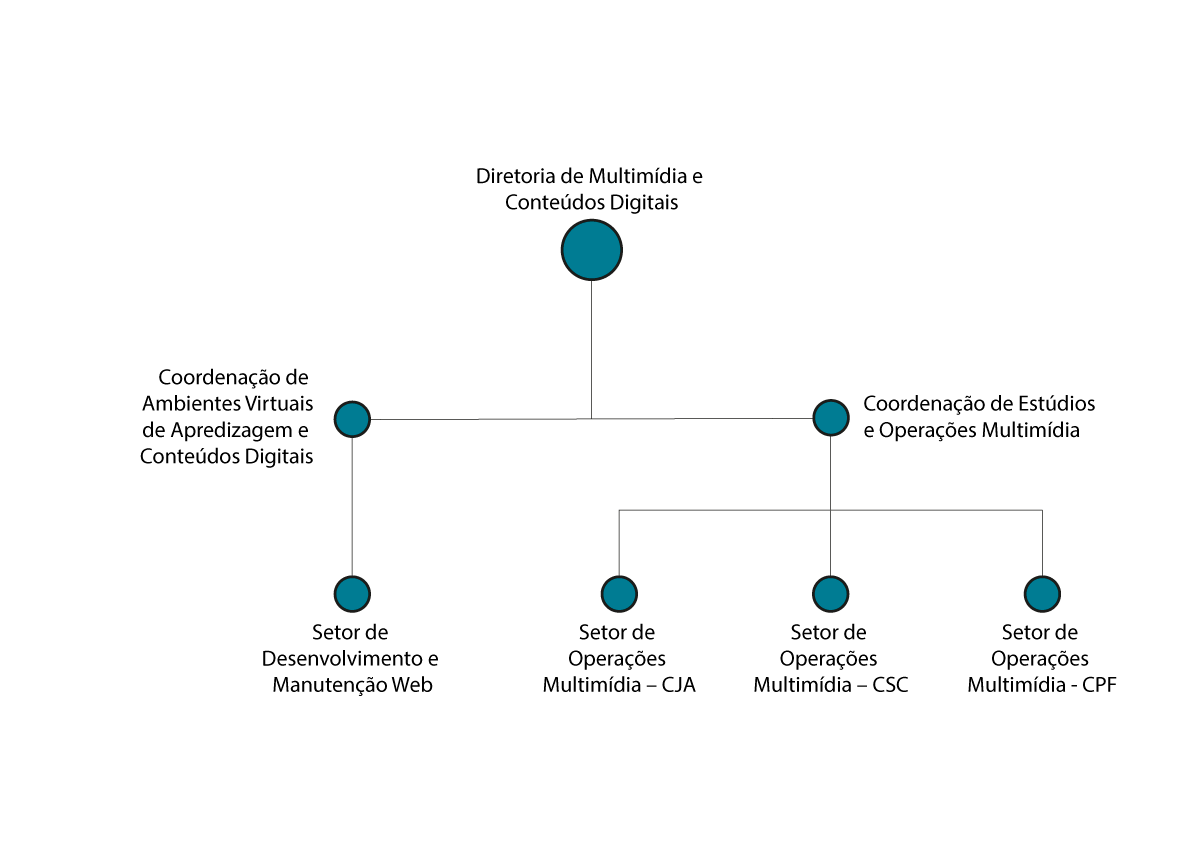 Diretoria de Multimídia e
Conteúdos Digitais
Coordenação de
Ambientes Virtuais
de Apredizagem e
Conteúdos Digitais
Coordenação de Estúdios
e Operações Multimídia
Setor de
Desenvolvimento e
Manutenção Web
Setor de
Operações
Multimídia – CJA
Setor de
Operações
Multimídia – CSC
Setor de
Operações
Multimídia - CPF